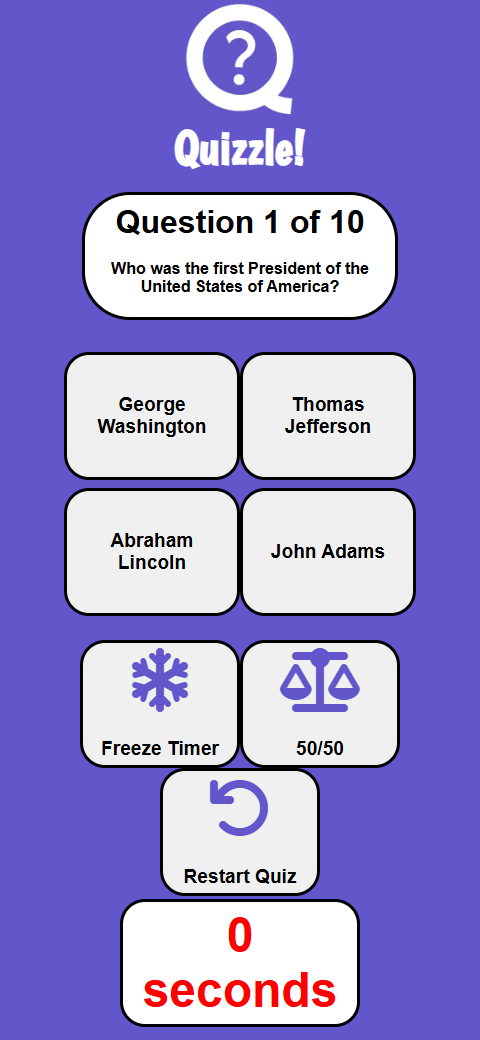 ?
Quizzle!
Question 1 of 10
Who was the first President of the
United States of America?
George
Washington
Thomas
Jefferson
Abraham
Lincoln
John Adams
Freeze Timer
50/50
Restart Quiz
0
seconds